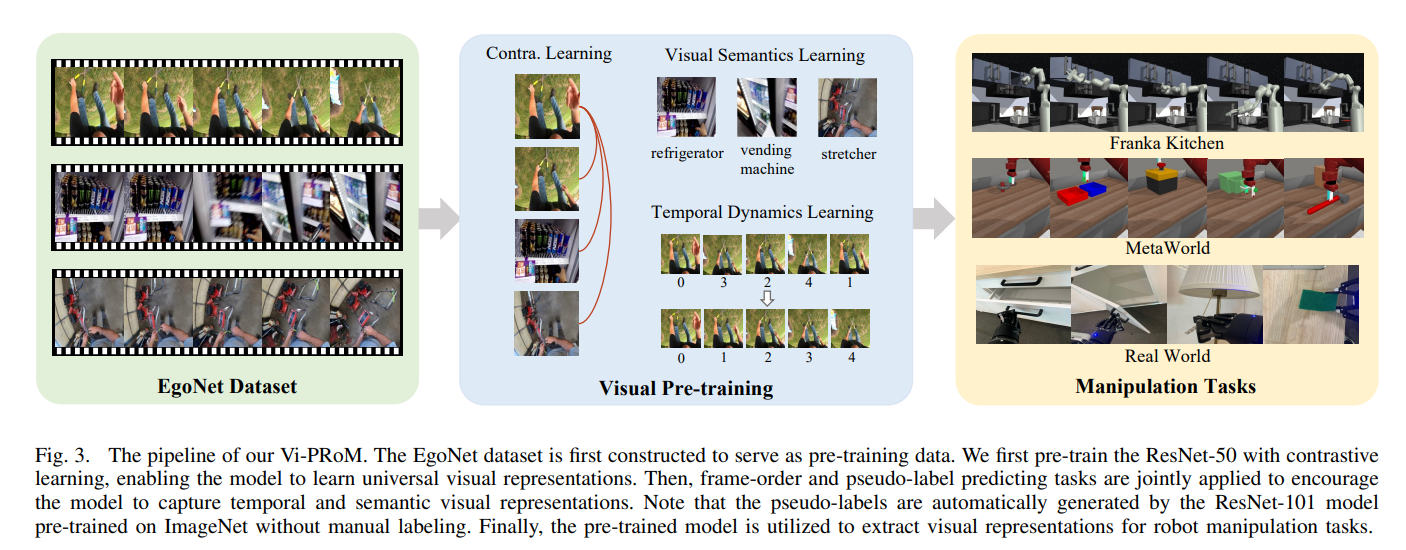 Contra. Learning
Visual Semantics Learning
refrigerator
vending
machine
stretcher
Temporal Dynamics Learning
0 3 2 4 1
0 1 2 3 4
Franka Kitchen
MetaWorld
Real World
EgoNet Dataset
Visual Pre-training
Manipulation Tasks
Fig. 3. The pipeline of our Vi-PRoM. The EgoNet dataset is first constructed to serve as pre-training data. We first pre-train the ResNet-50 with contrastive
learning, enabling the model to learn universal visual representations. Then, frame-order and pseudo-label predicting tasks are jointly applied to encourage
the model to capture temporal and semantic visual representations. Note that the pseudo-labels are automatically generated by the ResNet-101 model
pre-trained on ImageNet without manual labeling. Finally, the pre-trained model is utilized to extract visual representations for robot manipulation tasks.